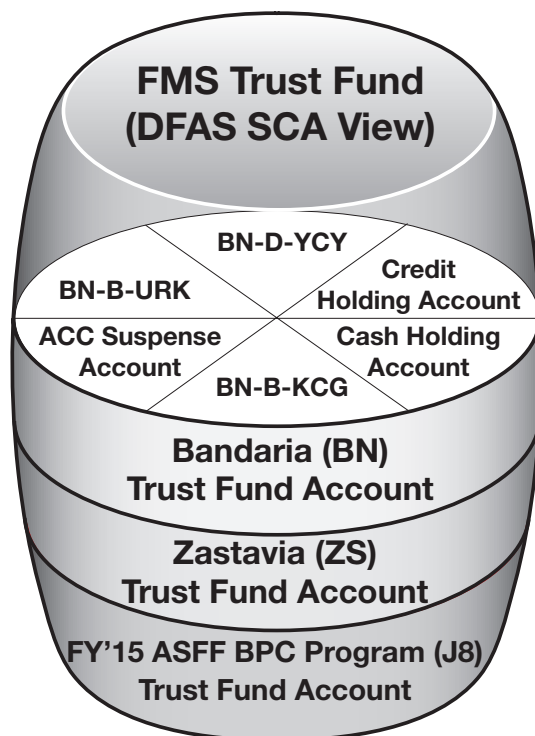 FMS Trust Fund
(DFAS SCA View)
BN-D-YCY
BN-B-URK
Credit
Holding Account
ACC Suspense
Account
Cash Holding
Account
BN-B-KCG
Bandaria (BN)
Trust Fund Account
Zastavia (ZS)
Trust Fund Account
FY’15 ASFF BPC Program (J8)
Trust Fund Account